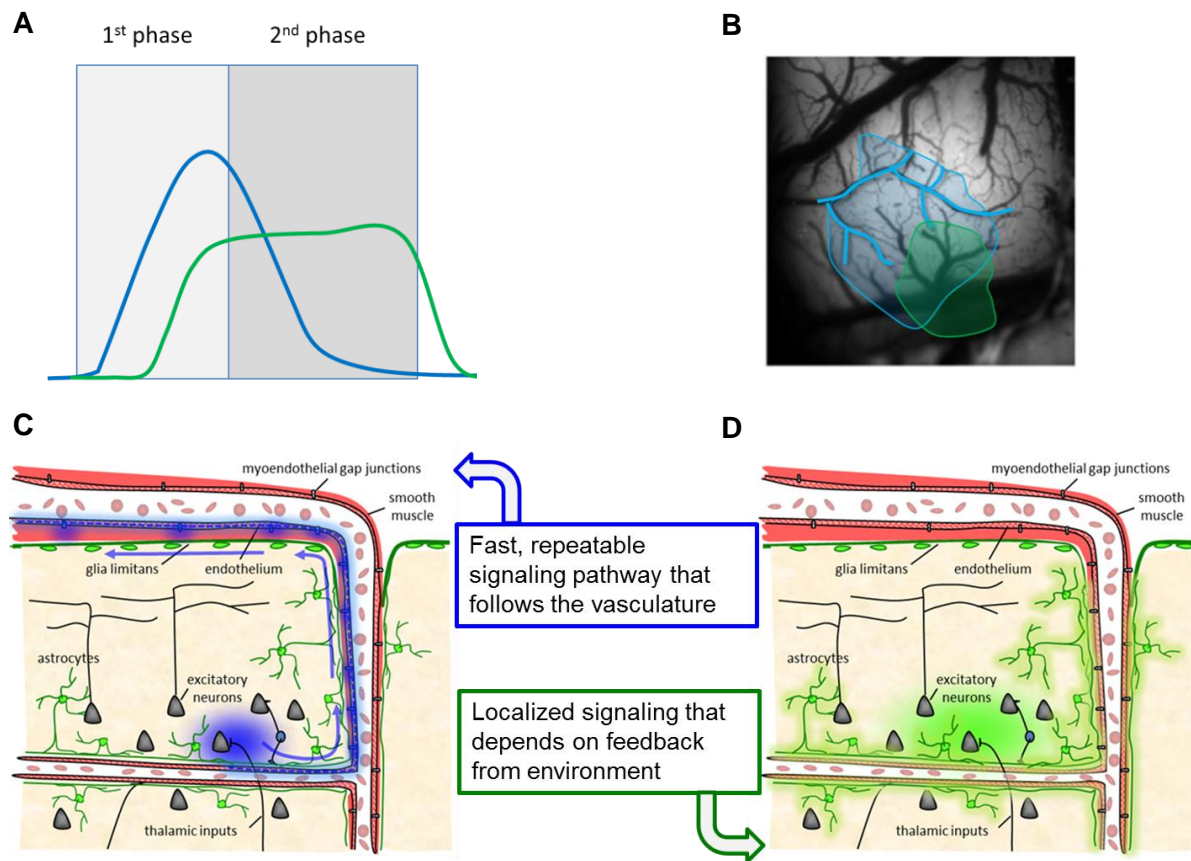 A
1st phase
2nd phase
B
C
myoendothelial gap junctions
smooth
muscle
glia limitans
endothelium
astrocytes
excitatory
neurons
thalamic inputs
Fast, repeatable
signaling pathway that
follows the vasculature
Localized signaling that
depends on feedback
from environment
D
myoendothelial gap junctions
smooth
muscle
glia limitans
endothelium
astrocytes
excitatory
neurons
thalamic inputs